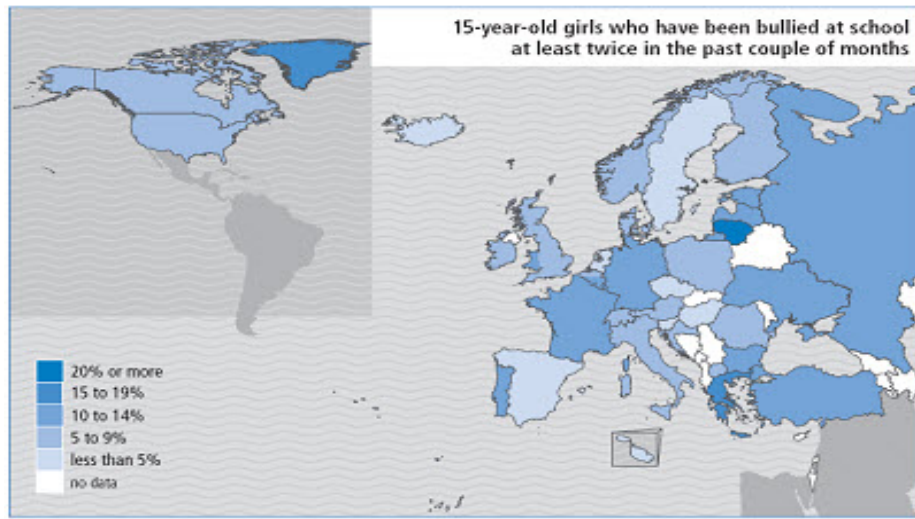 15-year-old girls who have been bullied at school
at least twice in the past couple of months
20% or more
15 to 19%
10 to 14%
5 to 9%
less than 5%
no data